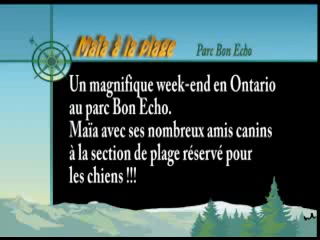 Maïa à la plage Parc Bon Echo
Un magnifique week-end en Ontario
au parc Bon Echo.
Maïa avec ses nombreux amis canins
à la section de plage réservé pour
les chiens !!!